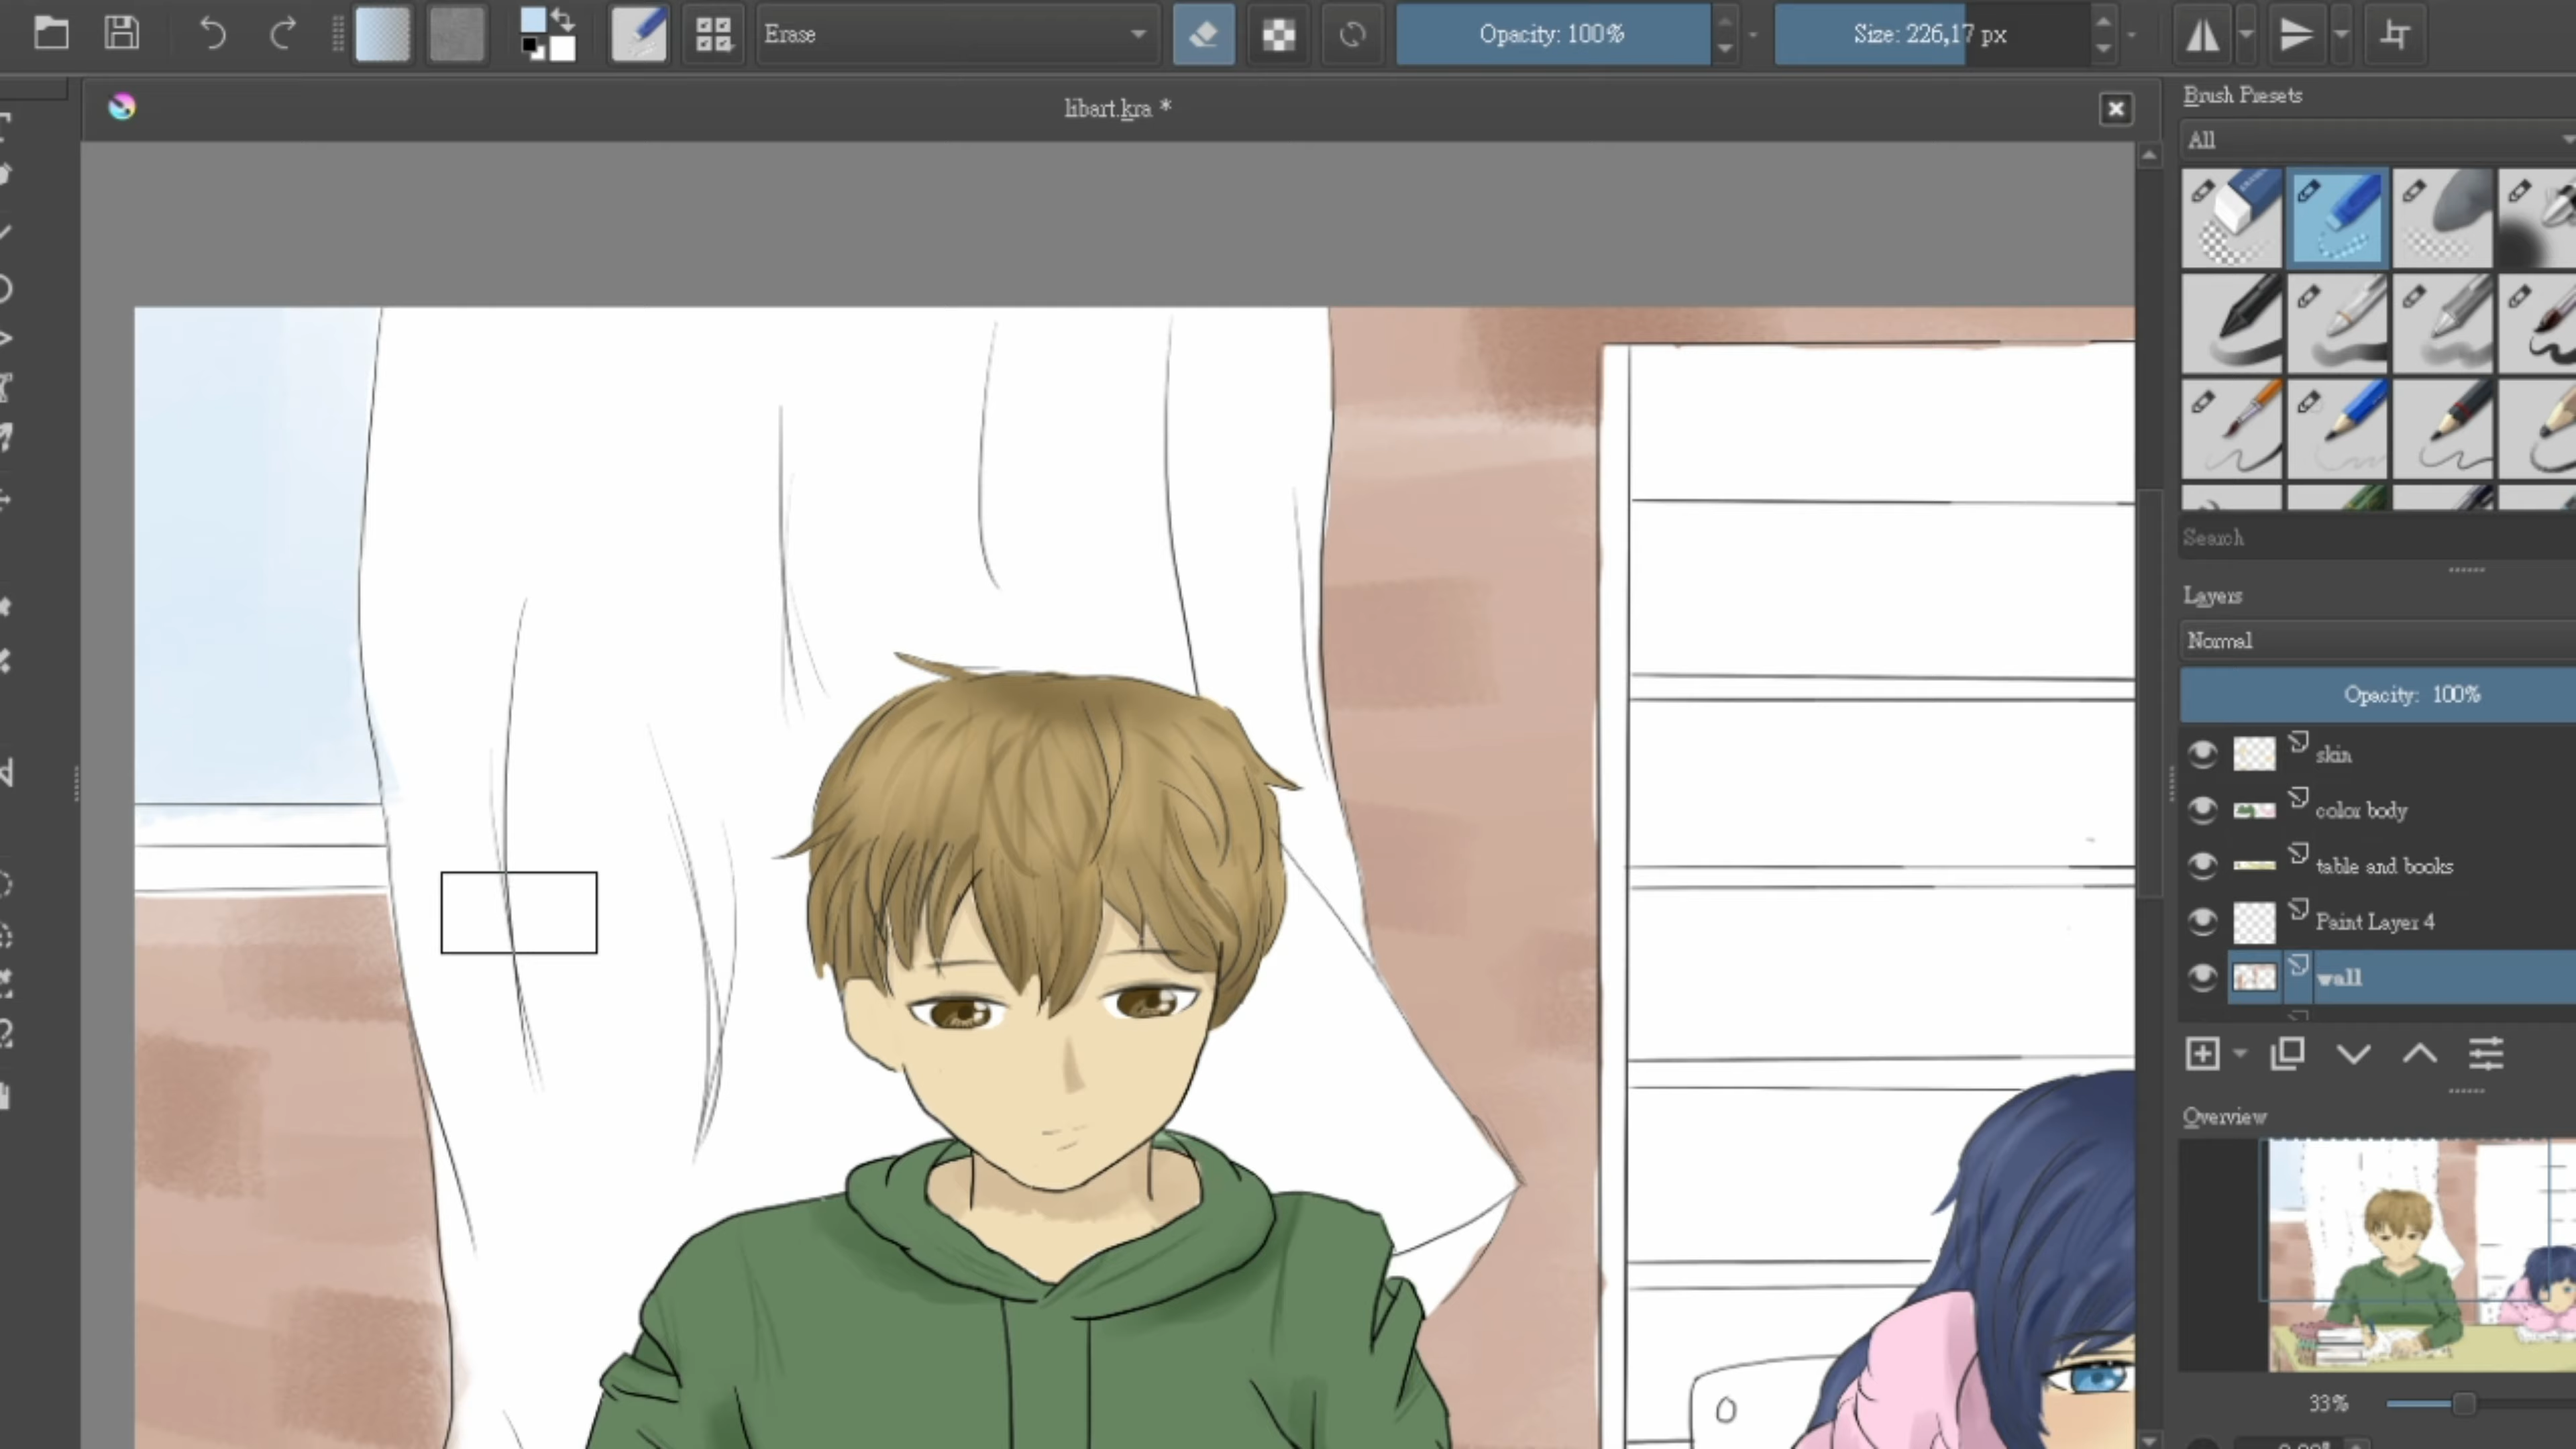 Erase
Opacity: 100%
Size: 226,17 px
libart.kra *
Brush Presets
All
Search
Layers
Normal
Opacity: 100%
skin
color body
table and books
Paint Layer 4
wall
Overview
33%